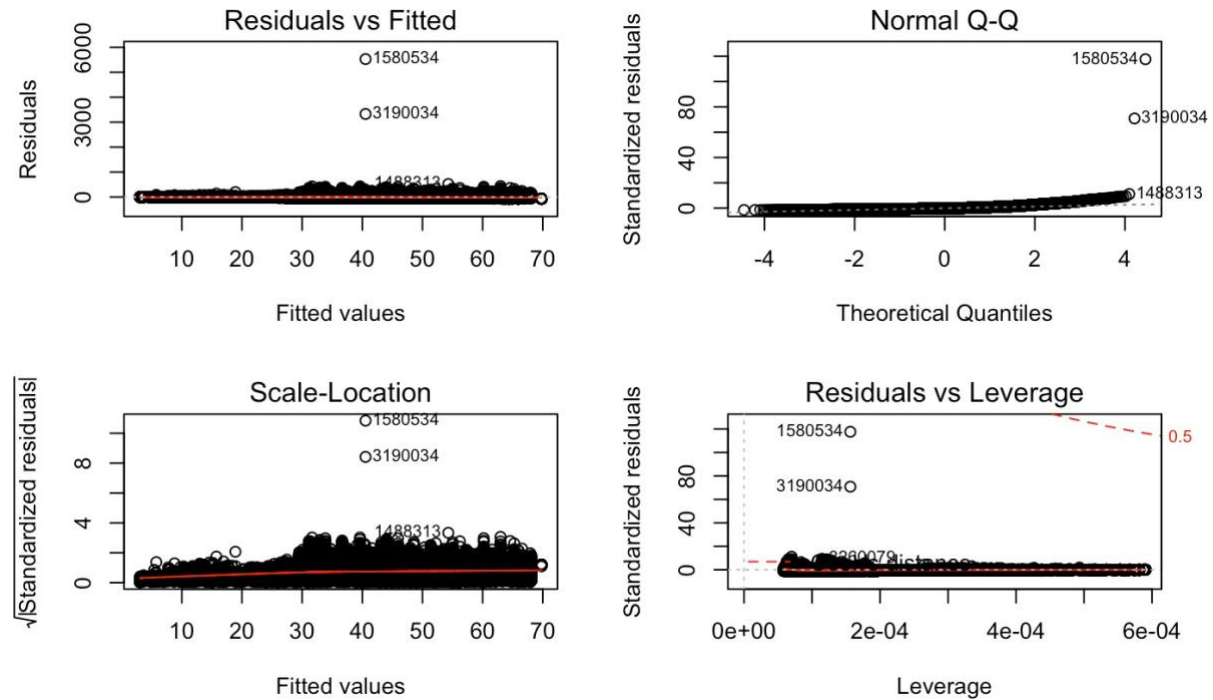 Residuals vs Fitted
Residuals
6000
3000
0
1580534
3190034
1488313
10 20 30 40 50 60 70
Fitted values
Normal Q-Q
Standardized residuals
80
40
0
1580534
3190034
1488313
-4 -2 0 2 4
Theoretical Quantiles
Scale-Location
√|Standardized residuals|
8
4
0
1580534
3190034
1488313
10 20 30 40 50 60 70
Fitted values
Residuals vs Leverage
Standardized residuals
80
40
0
1580534
3190034
3260079
distance
0.5
0e+00 2e-04 4e-04 6e-04
Leverage